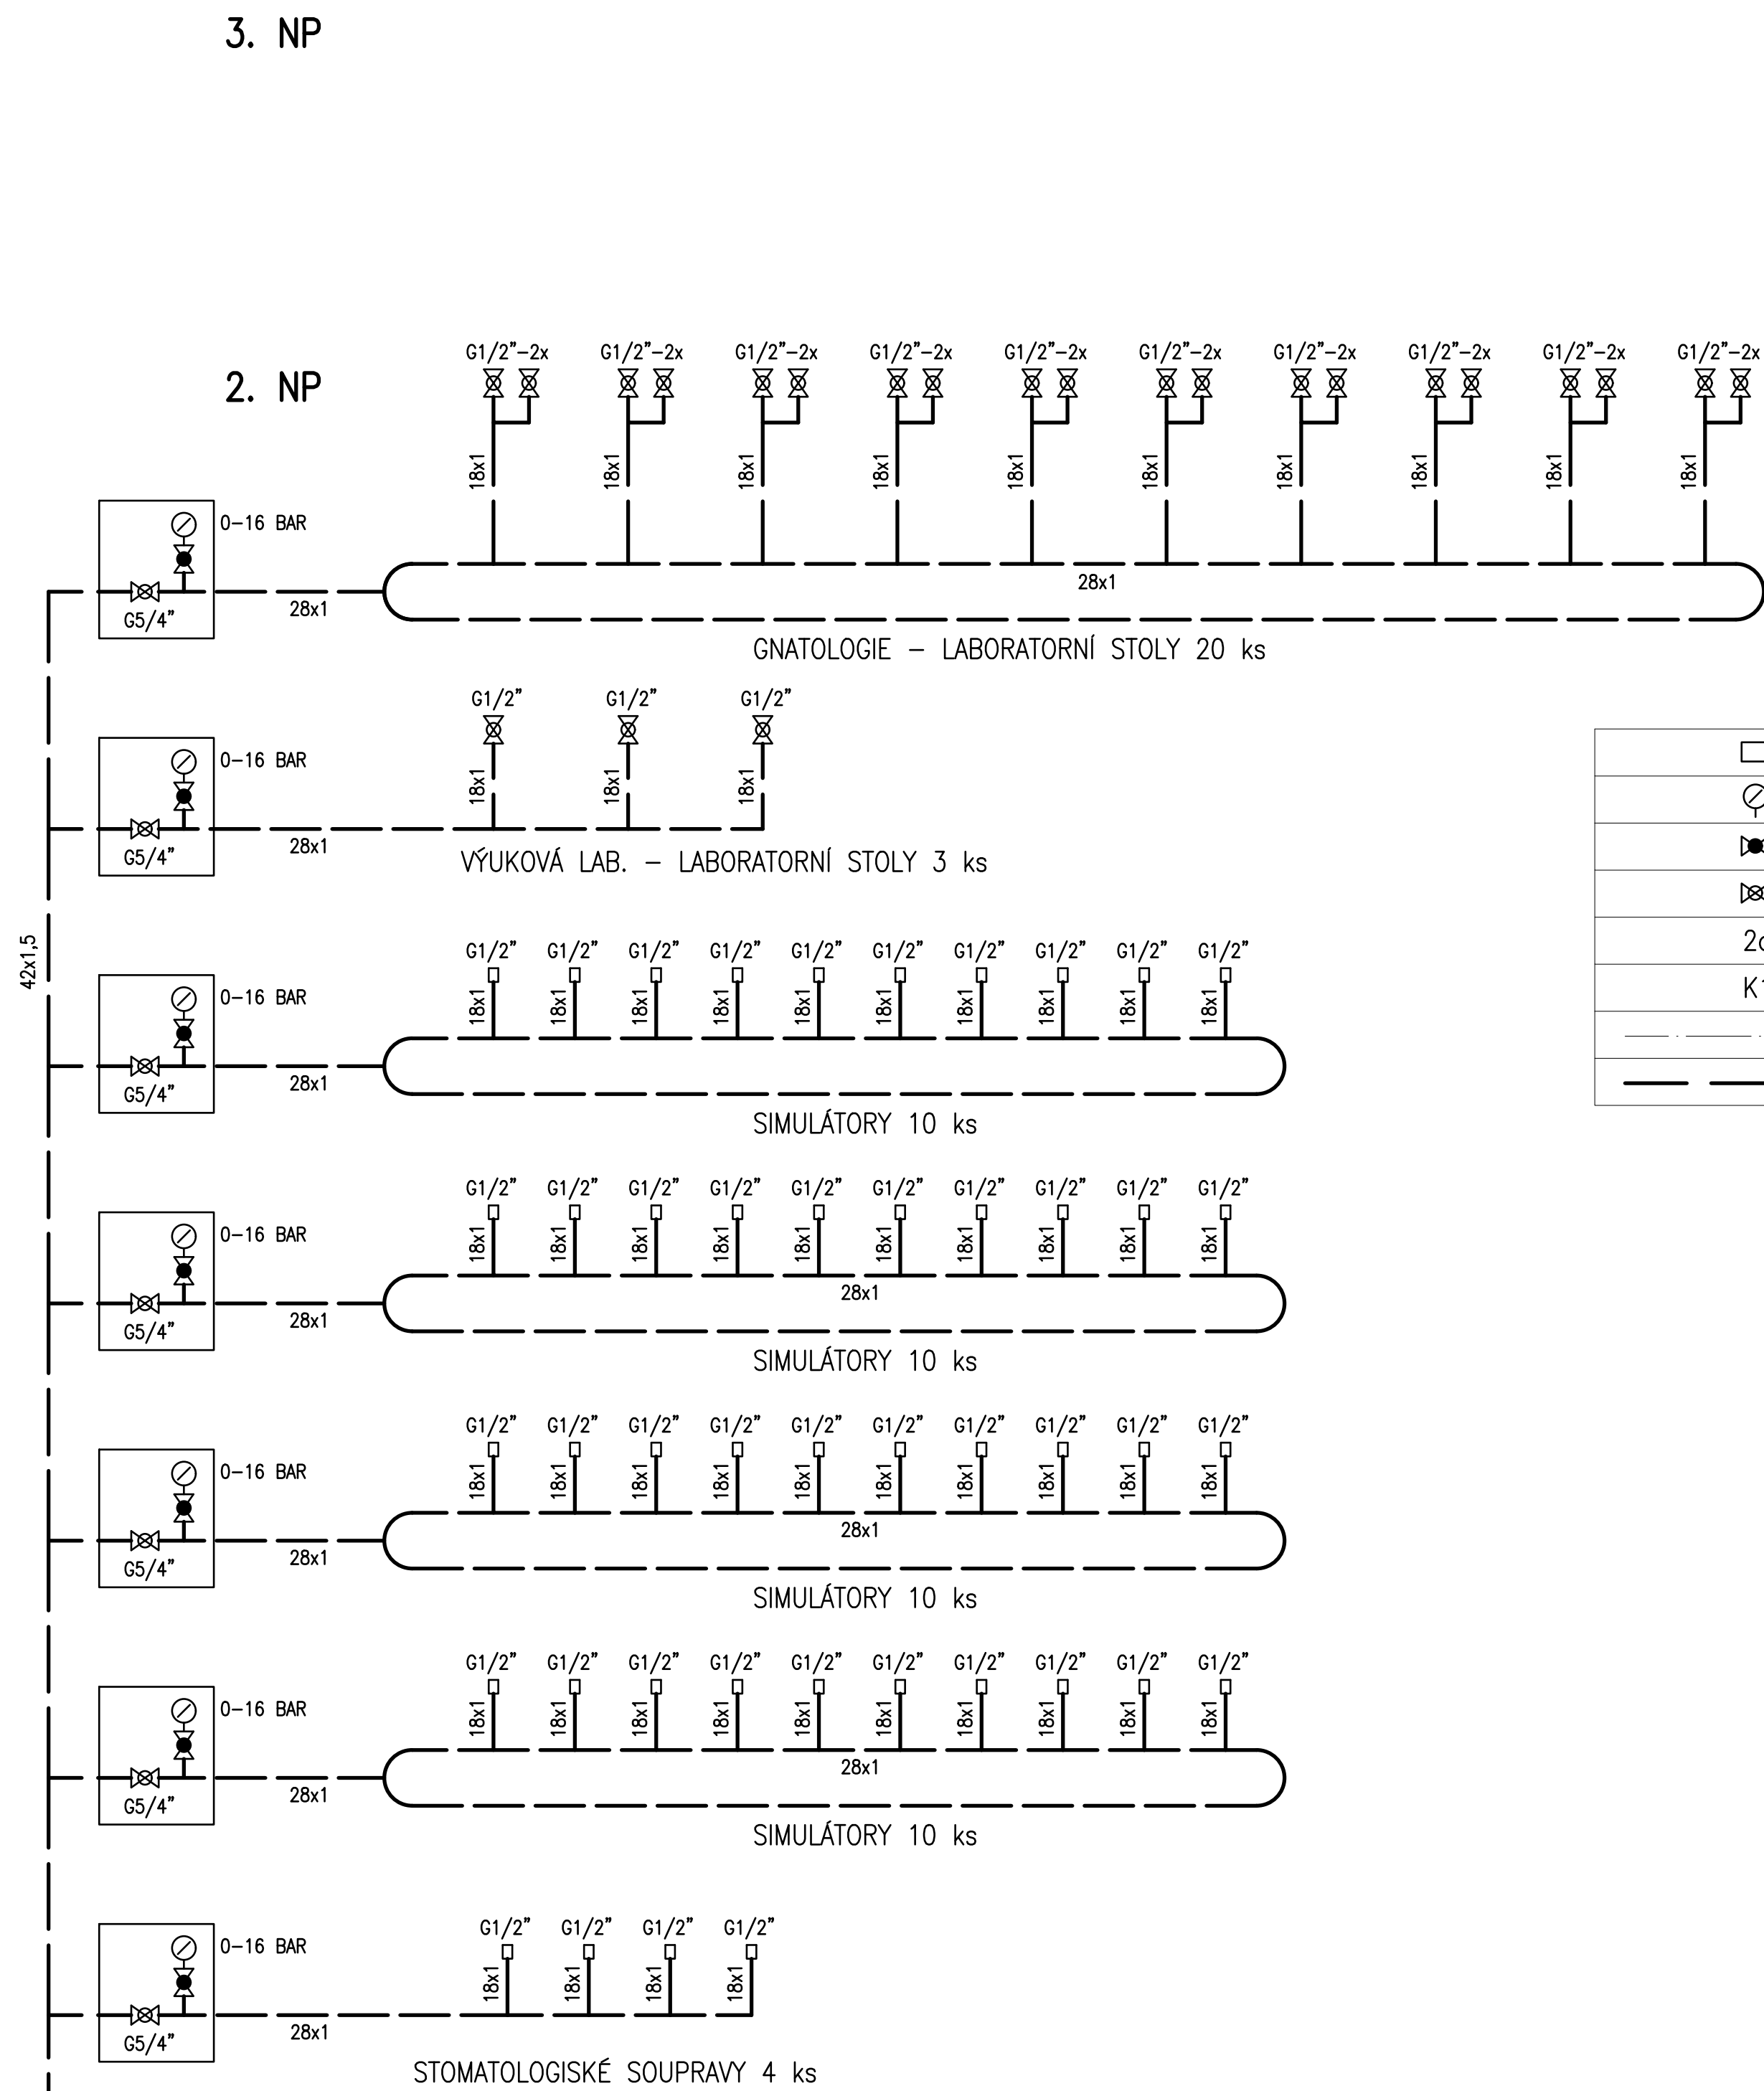 3. NP
2. NP
G1/2"-2x G1/2"-2x G1/2"-2x G1/2"-2x G1/2"-2x G1/2"-2x G1/2"-2x G1/2"-2x G1/2"-2x G1/2"-2x
18x1 18x1 18x1 18x1 18x1 18x1 18x1 18x1 18x1 18x1
0-16 BAR
G5/4"
28x1
28x1
GNATOLOGIE - LABORATORNÍ STOLY 20 ks
G1/2" G1/2" G1/2"
18x1 18x1 18x1
0-16 BAR
G5/4"
28x1
VÝUKOVÁ LAB. - LABORATORNÍ STOLY 3 ks
42x1,5
G1/2" G1/2" G1/2" G1/2" G1/2" G1/2" G1/2" G1/2" G1/2" G1/2"
18x1 18x1 18x1 18x1 18x1 18x1 18x1 18x1 18x1 18x1
0-16 BAR
G5/4"
28x1
SIMULÁTORY 10 ks
G1/2" G1/2" G1/2" G1/2" G1/2" G1/2" G1/2" G1/2" G1/2" G1/2"
18x1 18x1 18x1 18x1 18x1 18x1 18x1 18x1 18x1 18x1
0-16 BAR
G5/4"
28x1
28x1
SIMULÁTORY 10 ks
G1/2" G1/2" G1/2" G1/2" G1/2" G1/2" G1/2" G1/2" G1/2" G1/2"
18x1 18x1 18x1 18x1 18x1 18x1 18x1 18x1 18x1 18x1
0-16 BAR
G5/4"
28x1
28x1
SIMULÁTORY 10 ks
G1/2" G1/2" G1/2" G1/2" G1/2" G1/2" G1/2" G1/2" G1/2" G1/2"
18x1 18x1 18x1 18x1 18x1 18x1 18x1 18x1 18x1 18x1
0-16 BAR
G5/4"
28x1
28x1
SIMULÁTORY 10 ks
G1/2" G1/2" G1/2" G1/2"
18x1 18x1 18x1 18x1
0-16 BAR
G5/4"
28x1
STOMATOLOGISKÉ SOUPRAVY 4 ks